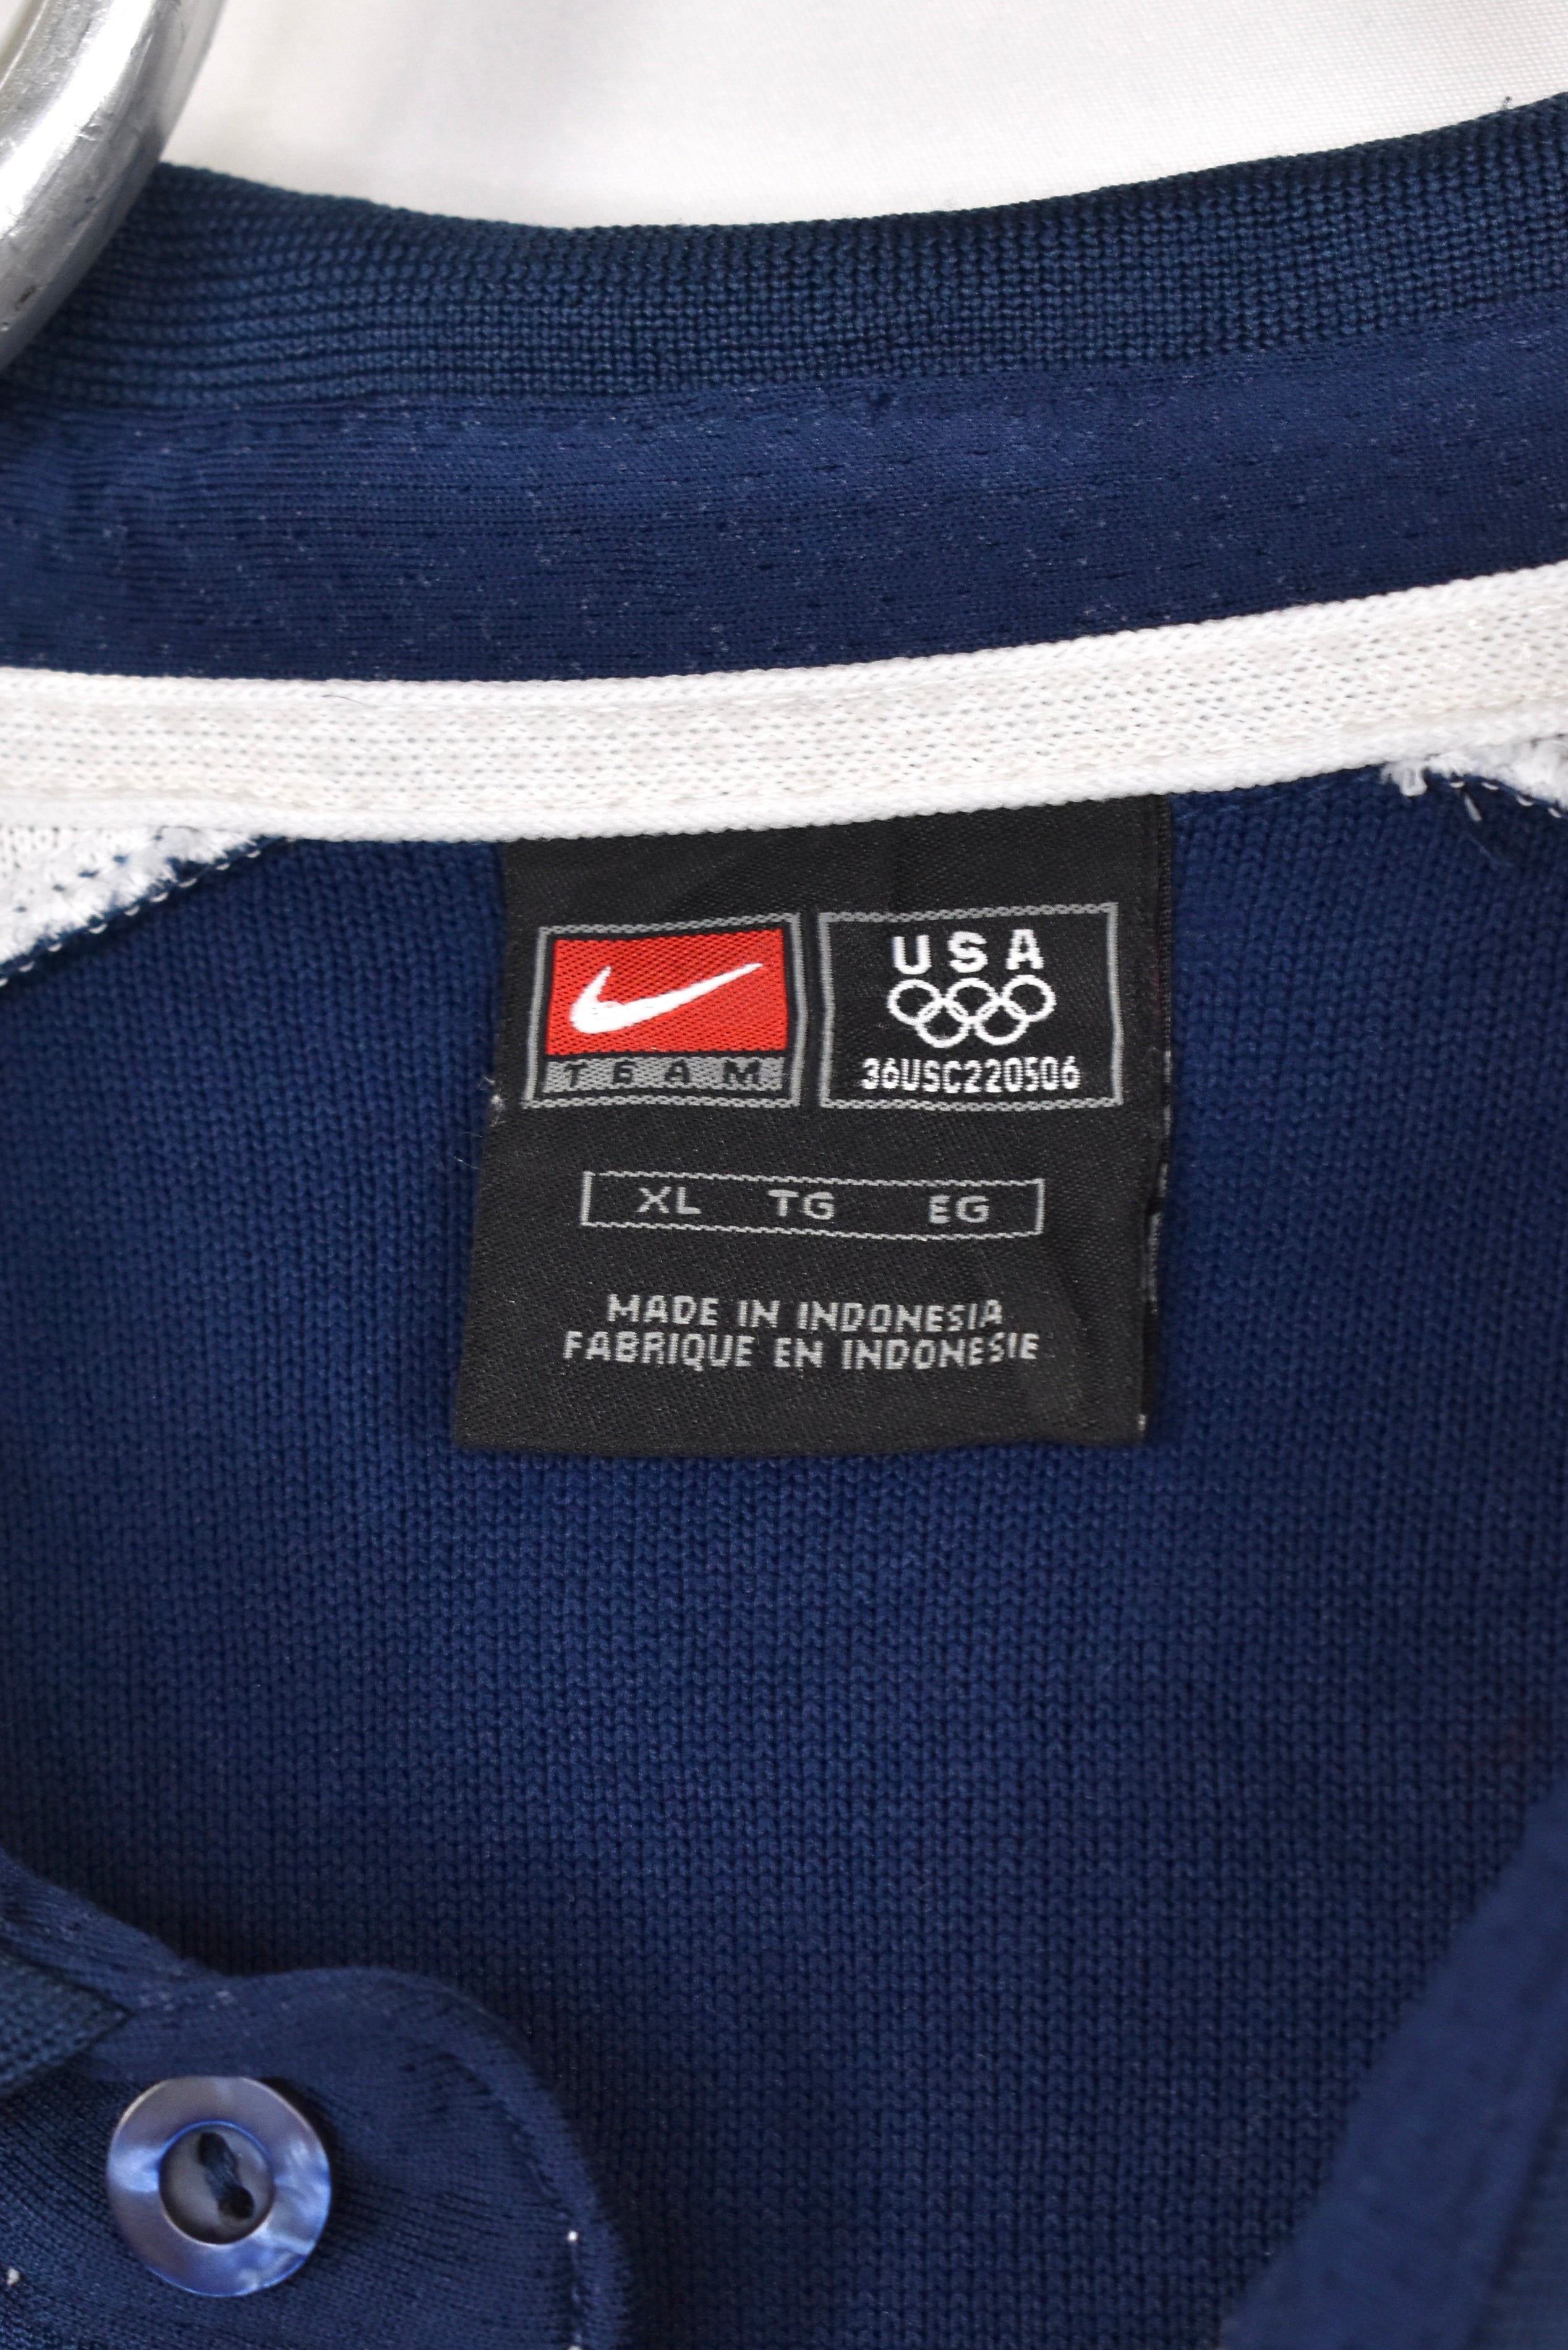 TEAM
USA
36USC220506
XL TG EG
MADE IN INDONESIA
FABRIQUE EN INDONESIE